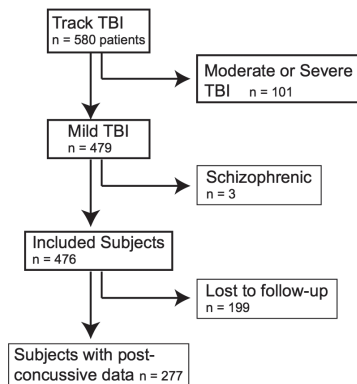 Track TBI
n = 580 patients
Moderate or Severe
TBI n = 101
Mild TBI
n = 479
Schizophrenic
n = 3
Included Subjects
n = 476
Lost to follow-up
n = 199
Subjects with post-
concussive data n = 277